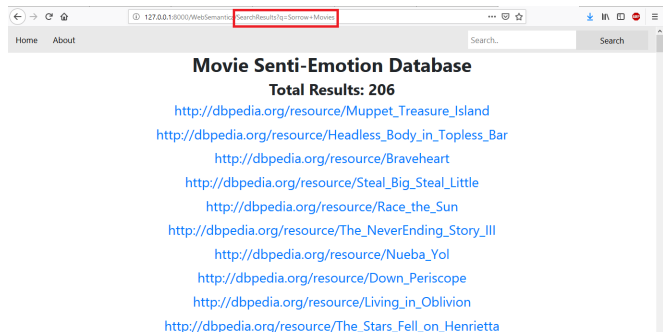 127.0.0.1:6000/WebSemantica/SearchResults?q=Sorrow+Movies
Home About Search.. Search
Movie Senti-Emotion Database
Total Results: 206
http://dbpedia.org/resource/Muppet_Treasure_Island
http://dbpedia.org/resource/Headless_Body_in_Topless_Bar
http://dbpedia.org/resource/Braveheart
http://dbpedia.org/resource/Steal_Big_Steal_Little
http://dbpedia.org/resource/Race_the_Sun
http://dbpedia.org/resource/The_NeverEnding_Story_III
http://dbpedia.org/resource/Nueba_Yol
http://dbpedia.org/resource/Down_Periscope
http://dbpedia.org/resource/Living_in_Oblivion
http://dbpedia.org/resource/The_Stars_Fell_on_Henrietta